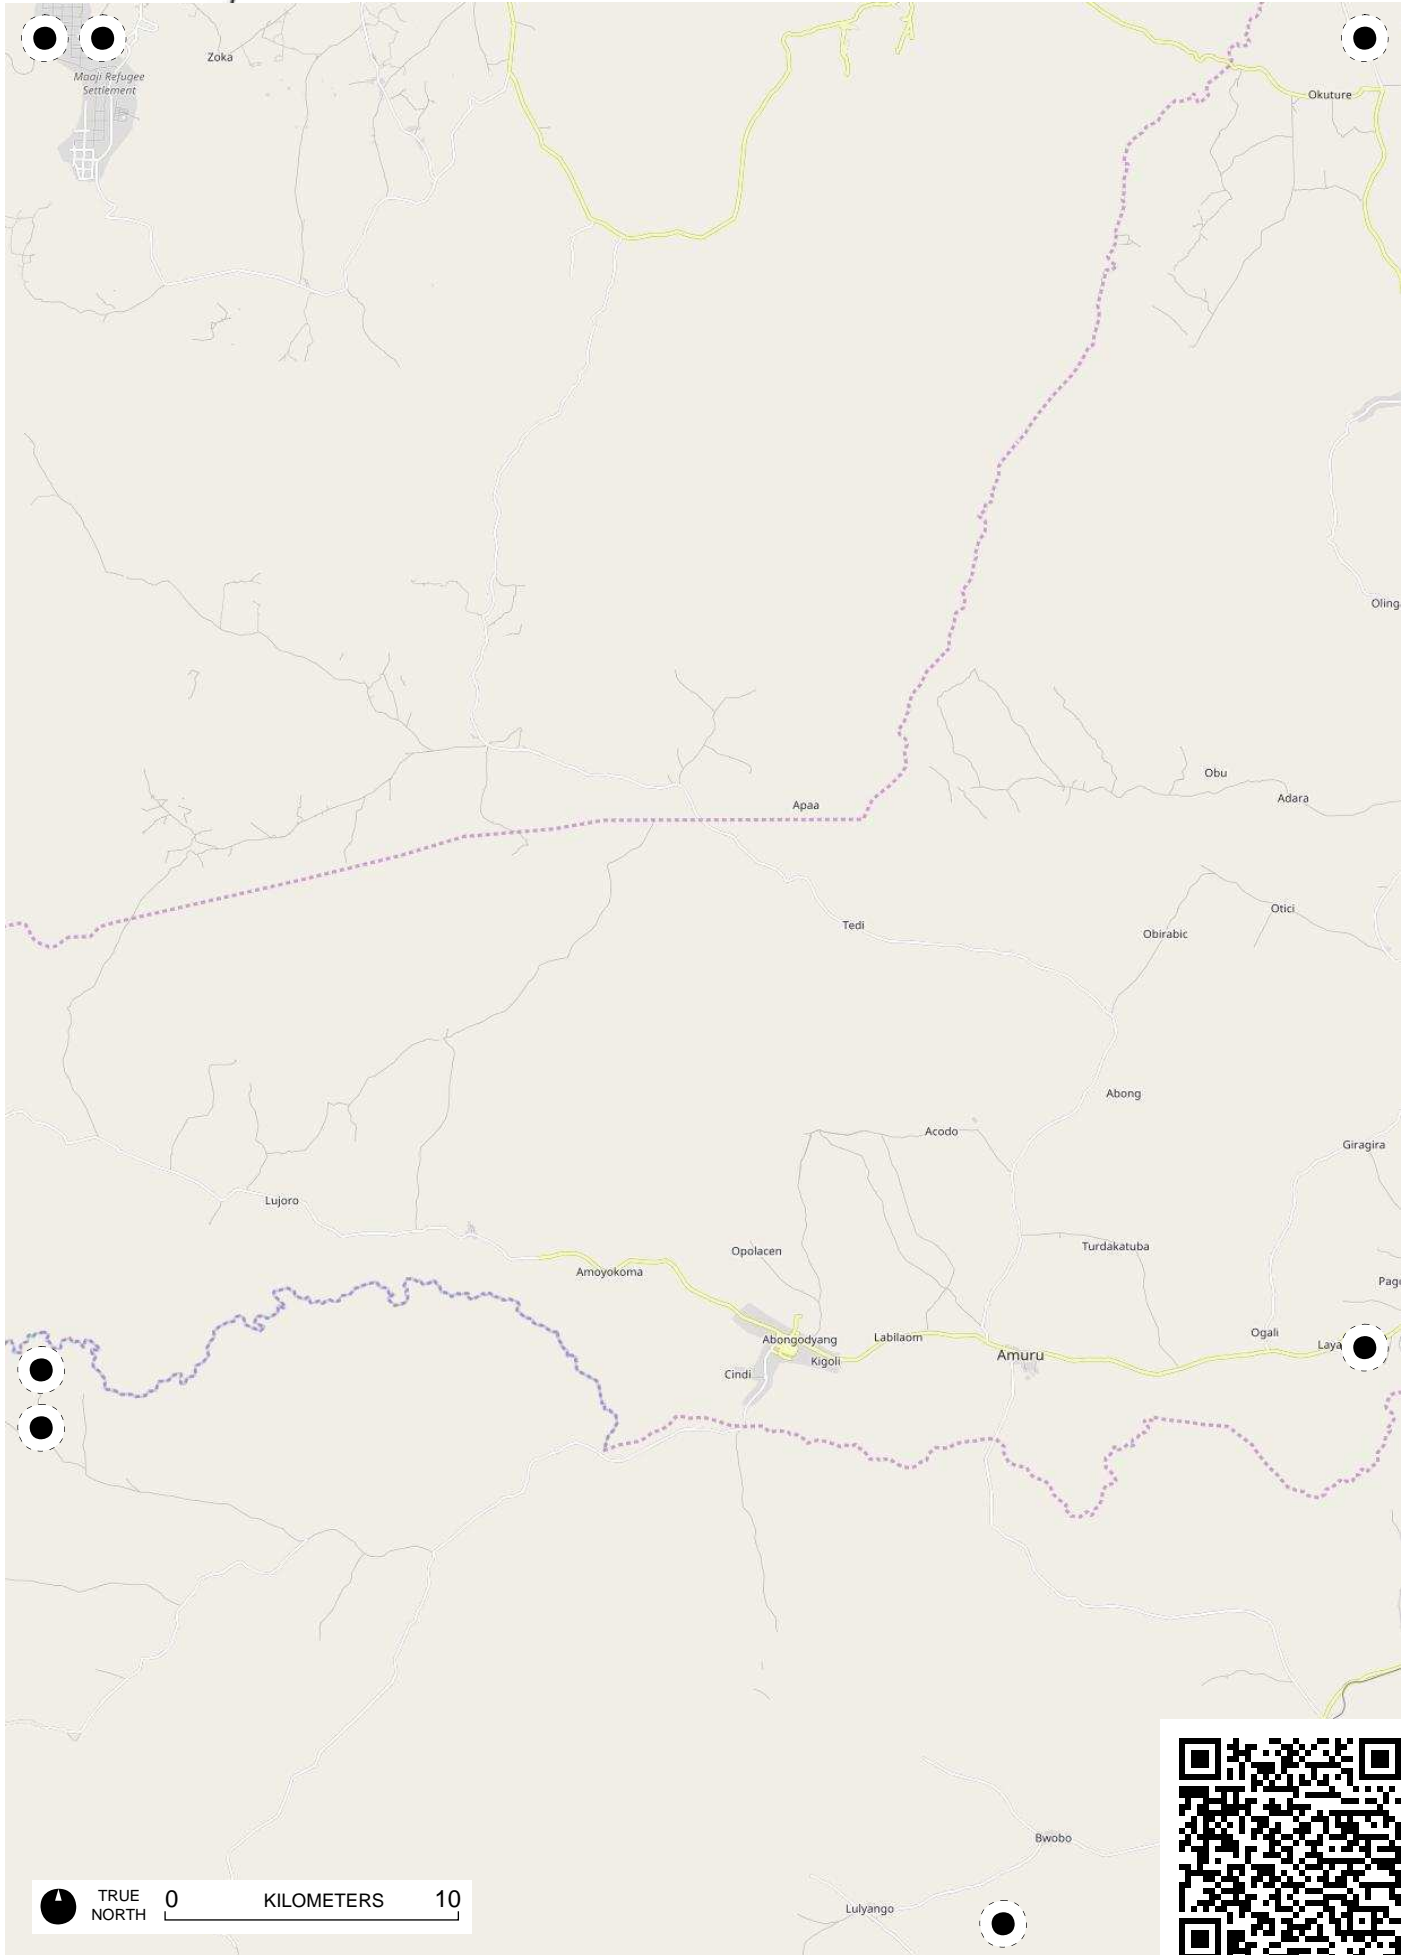 Zoka
Maaji Refugee
Settlement
Okuture
Oling
Obu
Adara
Apaa
Otici
Tedi
Obirabic
Abong
Acodo
Giragira
Lujoro
Turdakatuba
Opolacen
Amoyokoma
Pag
Ogali
Abongodyang
Labilaom
Laya
Amuru
Kigoli
Cindi
Bwobo
Lulyango
TRUE
NORTH
0 KILOMETERS 10